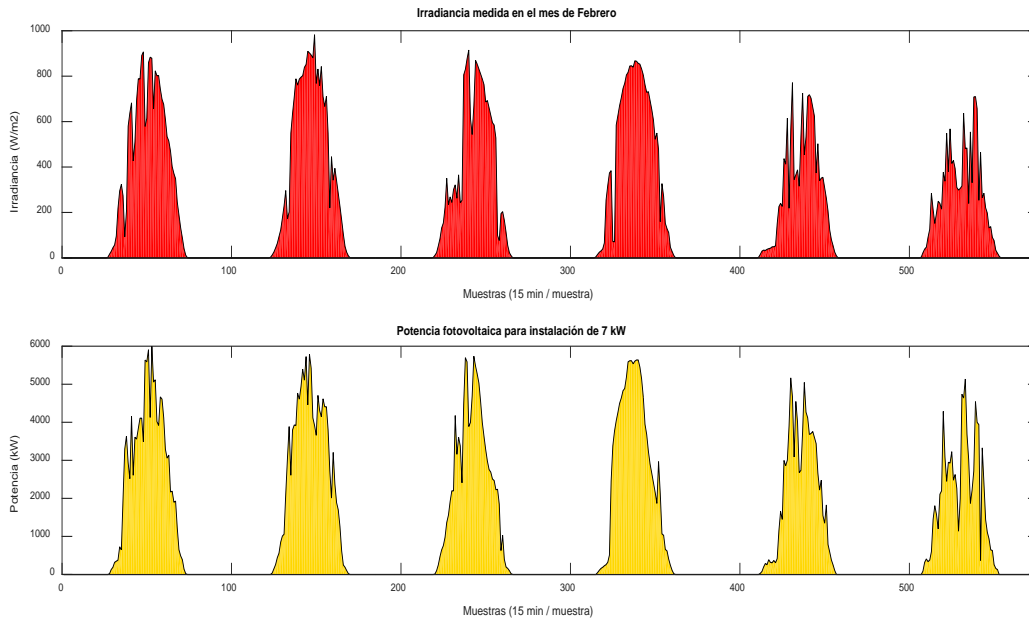 Irradiancia medida en el mes de Febrero
1000
800
600
400
200
0
Irradiancia (W/m2)
0 100 200 300 400 500
Muestras (15 min / muestra)
Potencia fotovoltaica para instalación de 7 kW
6000
5000
4000
3000
2000
1000
0
Potencia (kW)
0 100 200 300 400 500
Muestras (15 min / muestra)